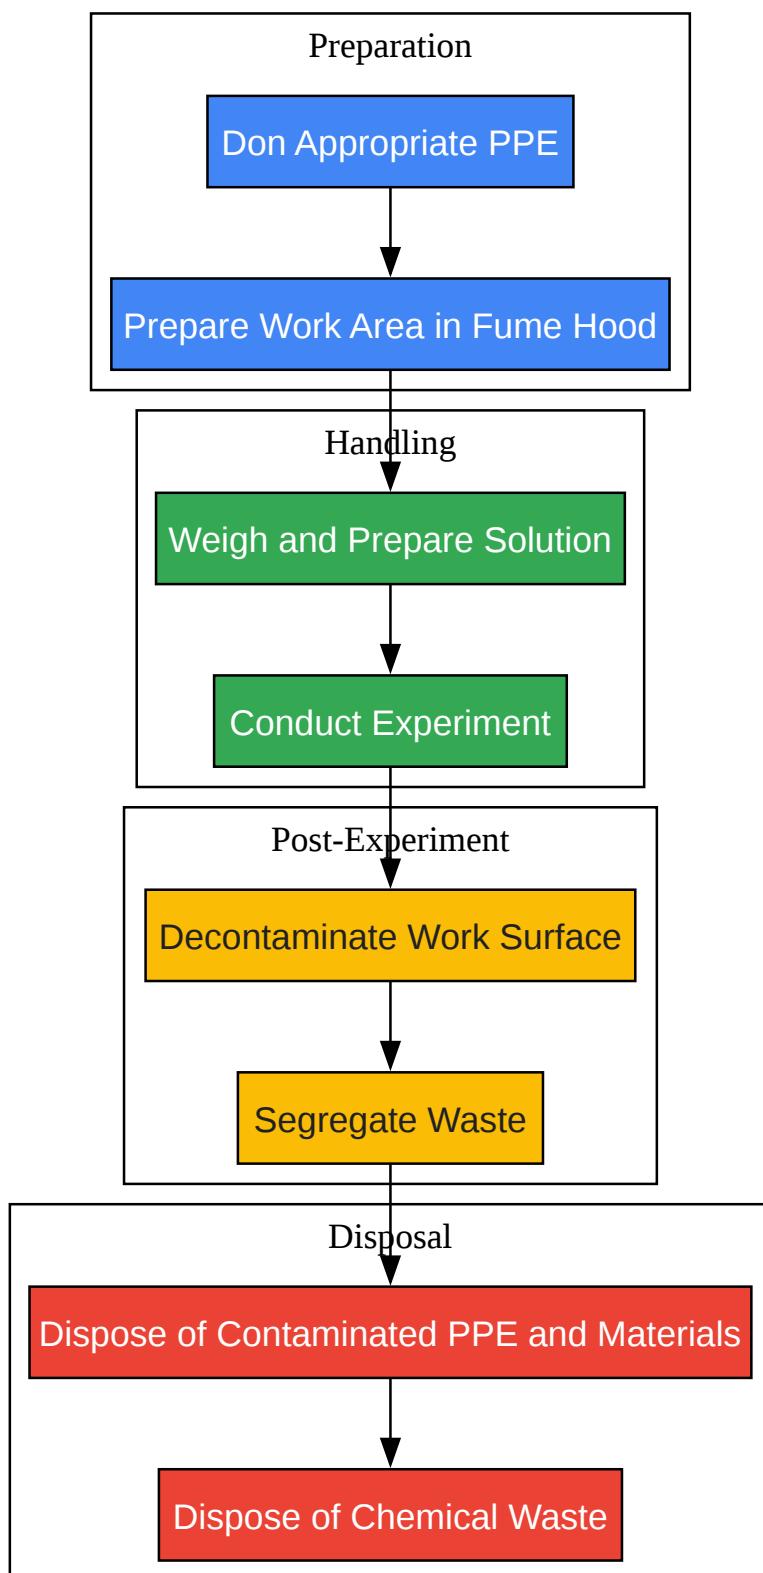 Preparation
Don Appropriate PPE
Prepare Work Area in Fume Hood
Handling
Weigh and Prepare Solution
Conduct Experiment
Post-Experiment
Decontaminate Work Surface
Segregate Waste
Disposal
Dispose of Contaminated PPE and Materials
Dispose of Chemical Waste